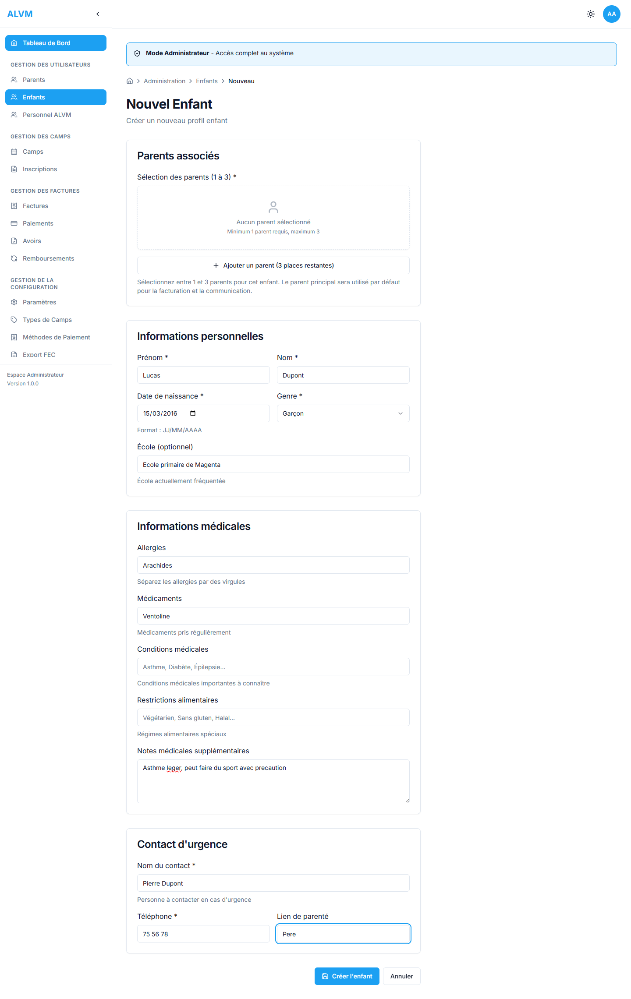 ALVM
AA
Tableau de Bord
GESTION DES UTILISATEURS
Parents
Enfants
Personnel ALVM
GESTION DES CAMPS
Camps
Inscriptions
GESTION DES FACTURES
Factures
Paiements
Avoirs
Remboursements
GESTION DE LA
CONFIGURATION
Paramètres
Types de Camps
Méthodes de Paiement
Export FEC
Espace Administrateur
Version 1.0.0
Mode Administrateur - Accès complet au système
Administration
Enfants
Nouveau
Nouvel Enfant
Créer un nouveau profil enfant
Parents associés
Sélection des parents (1 à 3) *
Aucun parent sélectionné
Minimum 1 parent requis, maximum 3
Ajouter un parent (3 places restantes)
Sélectionnez entre 1 et 3 parents pour cet enfant. Le parent principal sera utilisé par défaut
pour la facturation et la communication.
Informations personnelles
Prénom *
Nom *
Lucas
Dupont
Date de naissance *
Genre *
15/03/2016
Garçon
Format : JJ/MM/AAAA
École (optionnel)
Ecole primaire de Magenta
École actuellement fréquentée
Informations médicales
Allergies
Arachides
Séparez les allergies par des virgules
Médicaments
Ventoline
Médicaments pris régulièrement
Conditions médicales
Asthme, Diabète, Épilepsie...
Conditions médicales importantes à connaître
Restrictions alimentaires
Végétarien, Sans gluten, Halal...
Régimes alimentaires spéciaux
Notes médicales supplémentaires
Asthme leger, peut faire du sport avec precaution
Contact d'urgence
Nom du contact *
Pierre Dupont
Personne à contacter en cas d'urgence
Téléphone *
Lien de parenté
75 56 78
Pere
Créer l'enfant
Annuler